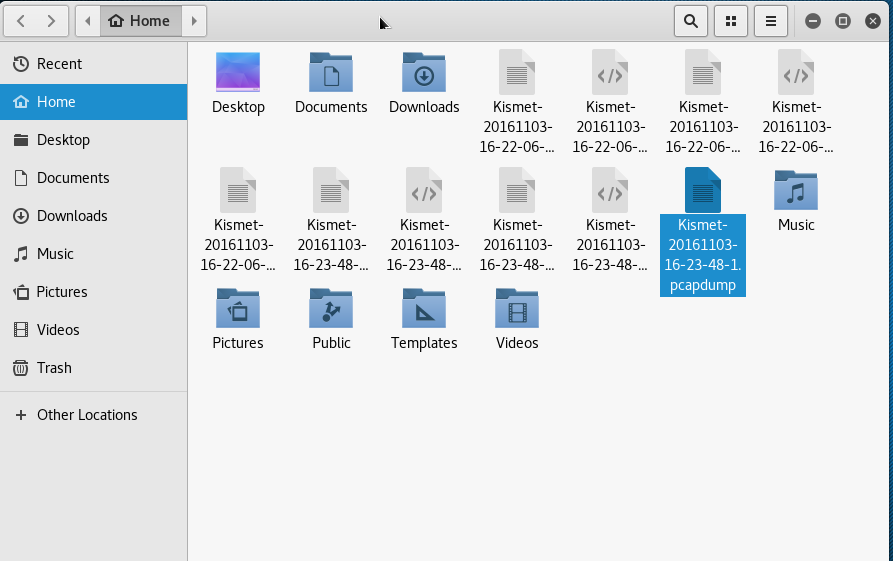 Home
Recent
Home
Desktop
Documents
Downloads
Music
Pictures
Videos
Trash
Other Locations
Desktop
Documents
Downloads
Kismet-
20161103-
16-22-06-...
Kismet-
20161103-
16-22-06-...
Kismet-
20161103-
16-22-06-...
Kismet-
20161103-
16-22-06-...
Kismet-
20161103-
16-22-06-...
Kismet-
20161103-
16-23-48-...
Kismet-
20161103-
16-23-48-...
Kismet-
20161103-
16-23-48-...
Kismet-
20161103-
16-23-48-...
Kismet-
20161103-
16-23-48-1.
pcapdump
Music
Pictures
Public
Templates
Videos